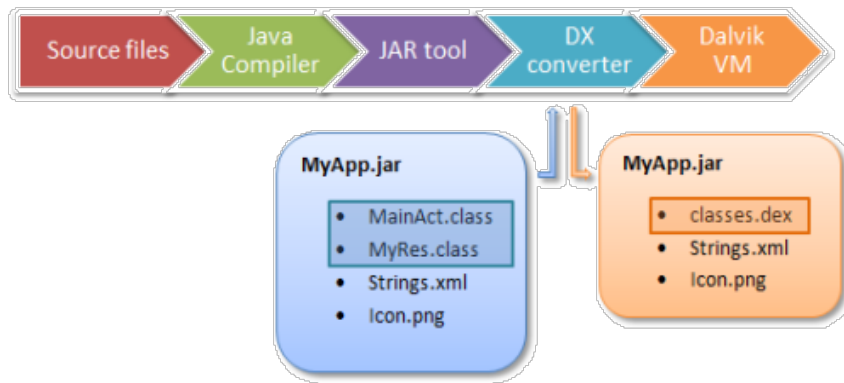 Source files
Java
Compiler
JAR tool
DX
converter
Dalvik
VM
MyApp.jar
• MainAct.class
• MyRes.class
• Strings.xml
• Icon.png
MyApp.jar
• classes.dex
• Strings.xml
• Icon.png